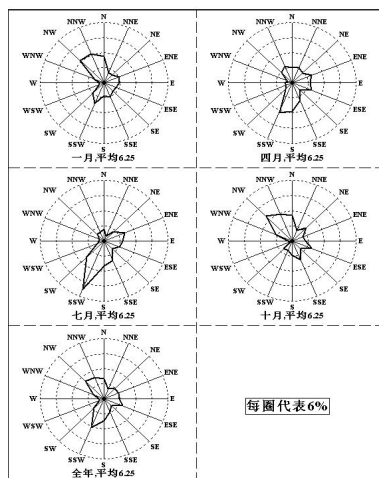 N
NNW NNE
NW NE
WNW ENE
W E
WSW ESE
SW SE
SSW SSE
S
一月,平均6.25
N
NNW NNE
NW NE
WNW ENE
W E
WSW ESE
SW SE
SSW SSE
S
四月,平均6.25
N
NNW NNE
NW NE
WNW ENE
W E
WSW ESE
SW SE
SSW SSE
S
七月,平均6.25
N
NNW NNE
NW NE
WNW ENE
W E
WSW ESE
SW SE
SSW SSE
S
十月,平均6.25
N
NNW NNE
NW NE
WNW ENE
W E
WSW ESE
SW SE
SSW SSE
S
全年,平均6.25
每圈代表6%